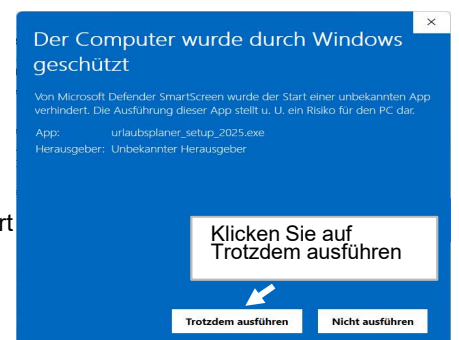 ×
Der Computer wurde durch Windows
geschützt
Von Microsoft Defender SmartScreen wurde der Start einer unbekannten App
verhindert. Die Ausführung dieser App stellt u. U. ein Risiko für den PC dar.
App: urlaubsplaner_setup_2025.exe
Herausgeber: Unbekannter Herausgeber
rt
Klicken Sie auf
Trotzdem ausführen
Trotzdem ausführen Nicht ausführen